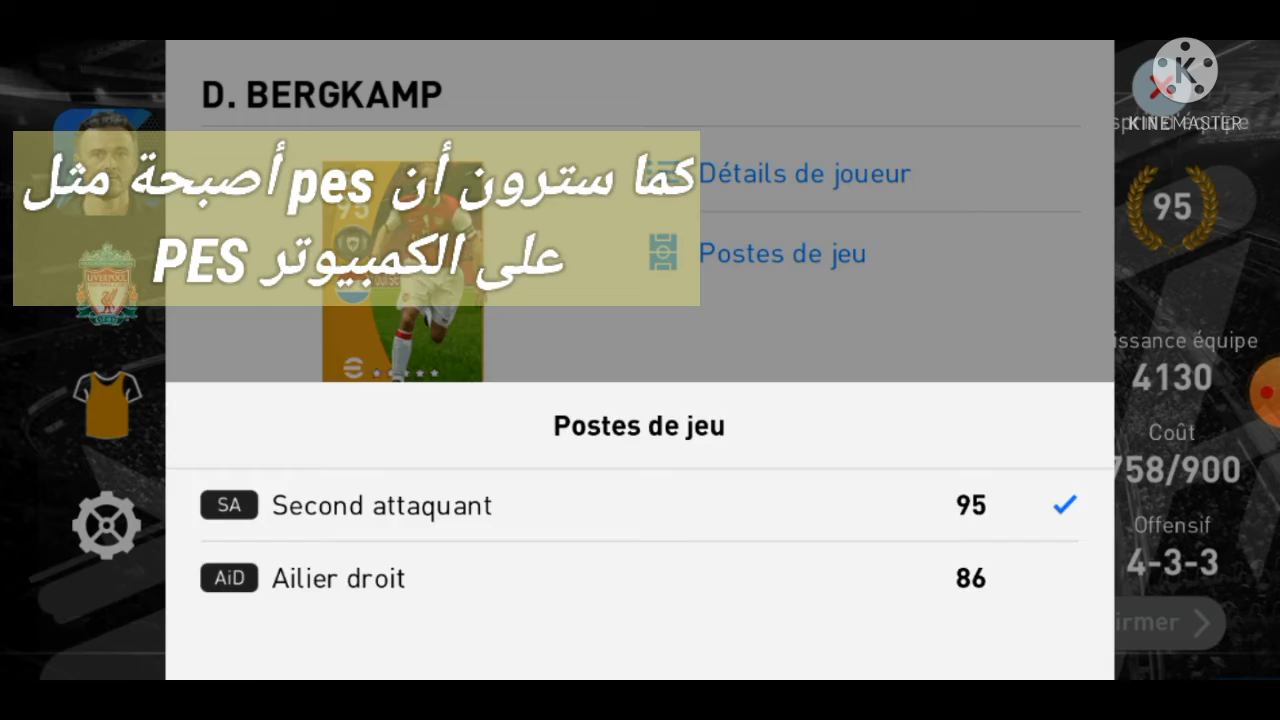 D. BERGKAMP
كما سترون أن pes أصبحة مثل
على الكمبيوتر PES
95
Détails de joueur
Postes de jeu
KINEMASTER
95
LIVERPOOL
issance équipe
4130
Coût
758/900
Offensif
4-3-3
irmer
Postes de jeu
SA Second attaquant 95
AiD Ailier droit 86